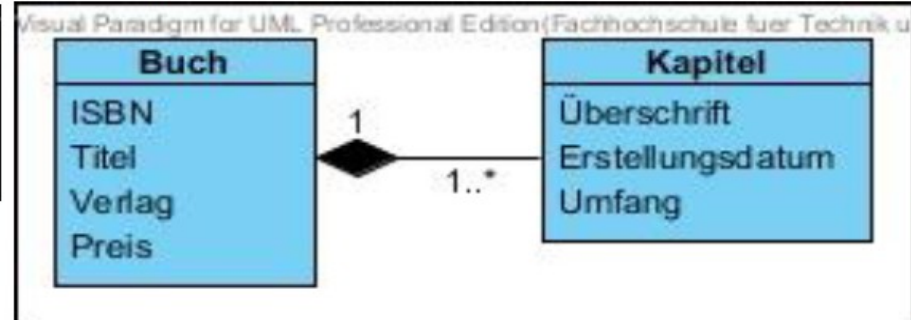 Visual Paradigm for UML Professional Edition(Fachhochschule fuer Technik u
Buch
ISBN
Titel
Verlag
Preis
1
1..*
Kapitel
Überschrift
Erstellungsdatum
Umfang